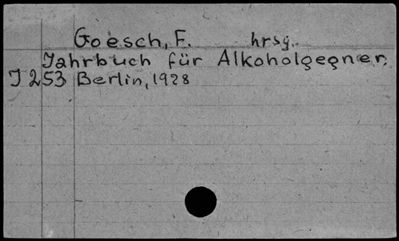 Goesch, F. hrsg.
Jahrbuch für Alkoholgegner.
J 253 Berlin, 1928